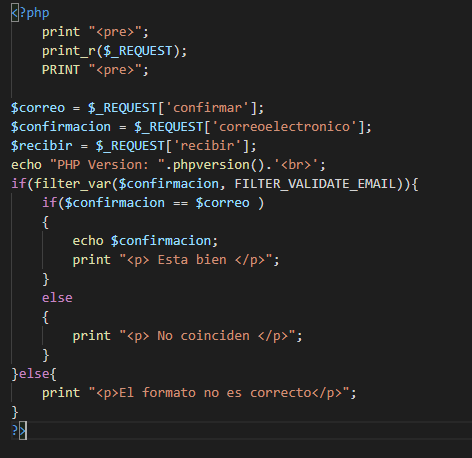 <?php
    print "<pre>";
    print_r($_REQUEST);
    PRINT "<pre>";

$correo = $_REQUEST['confirmar'];
$confirmacion = $_REQUEST['correoelectronico'];
$recibir = $_REQUEST['recibir'];
echo "PHP Version: ".phpversion().'<br>';
if(filter_var($confirmacion, FILTER_VALIDATE_EMAIL)){
    if($confirmacion == $correo )
    {
        echo $confirmacion;
        print "<p> Esta bien </p>";
    }
    else
    {
        print "<p> No coinciden </p>";
    }
}else{
    print "<p>El formato no es correcto</p>";
}
?>